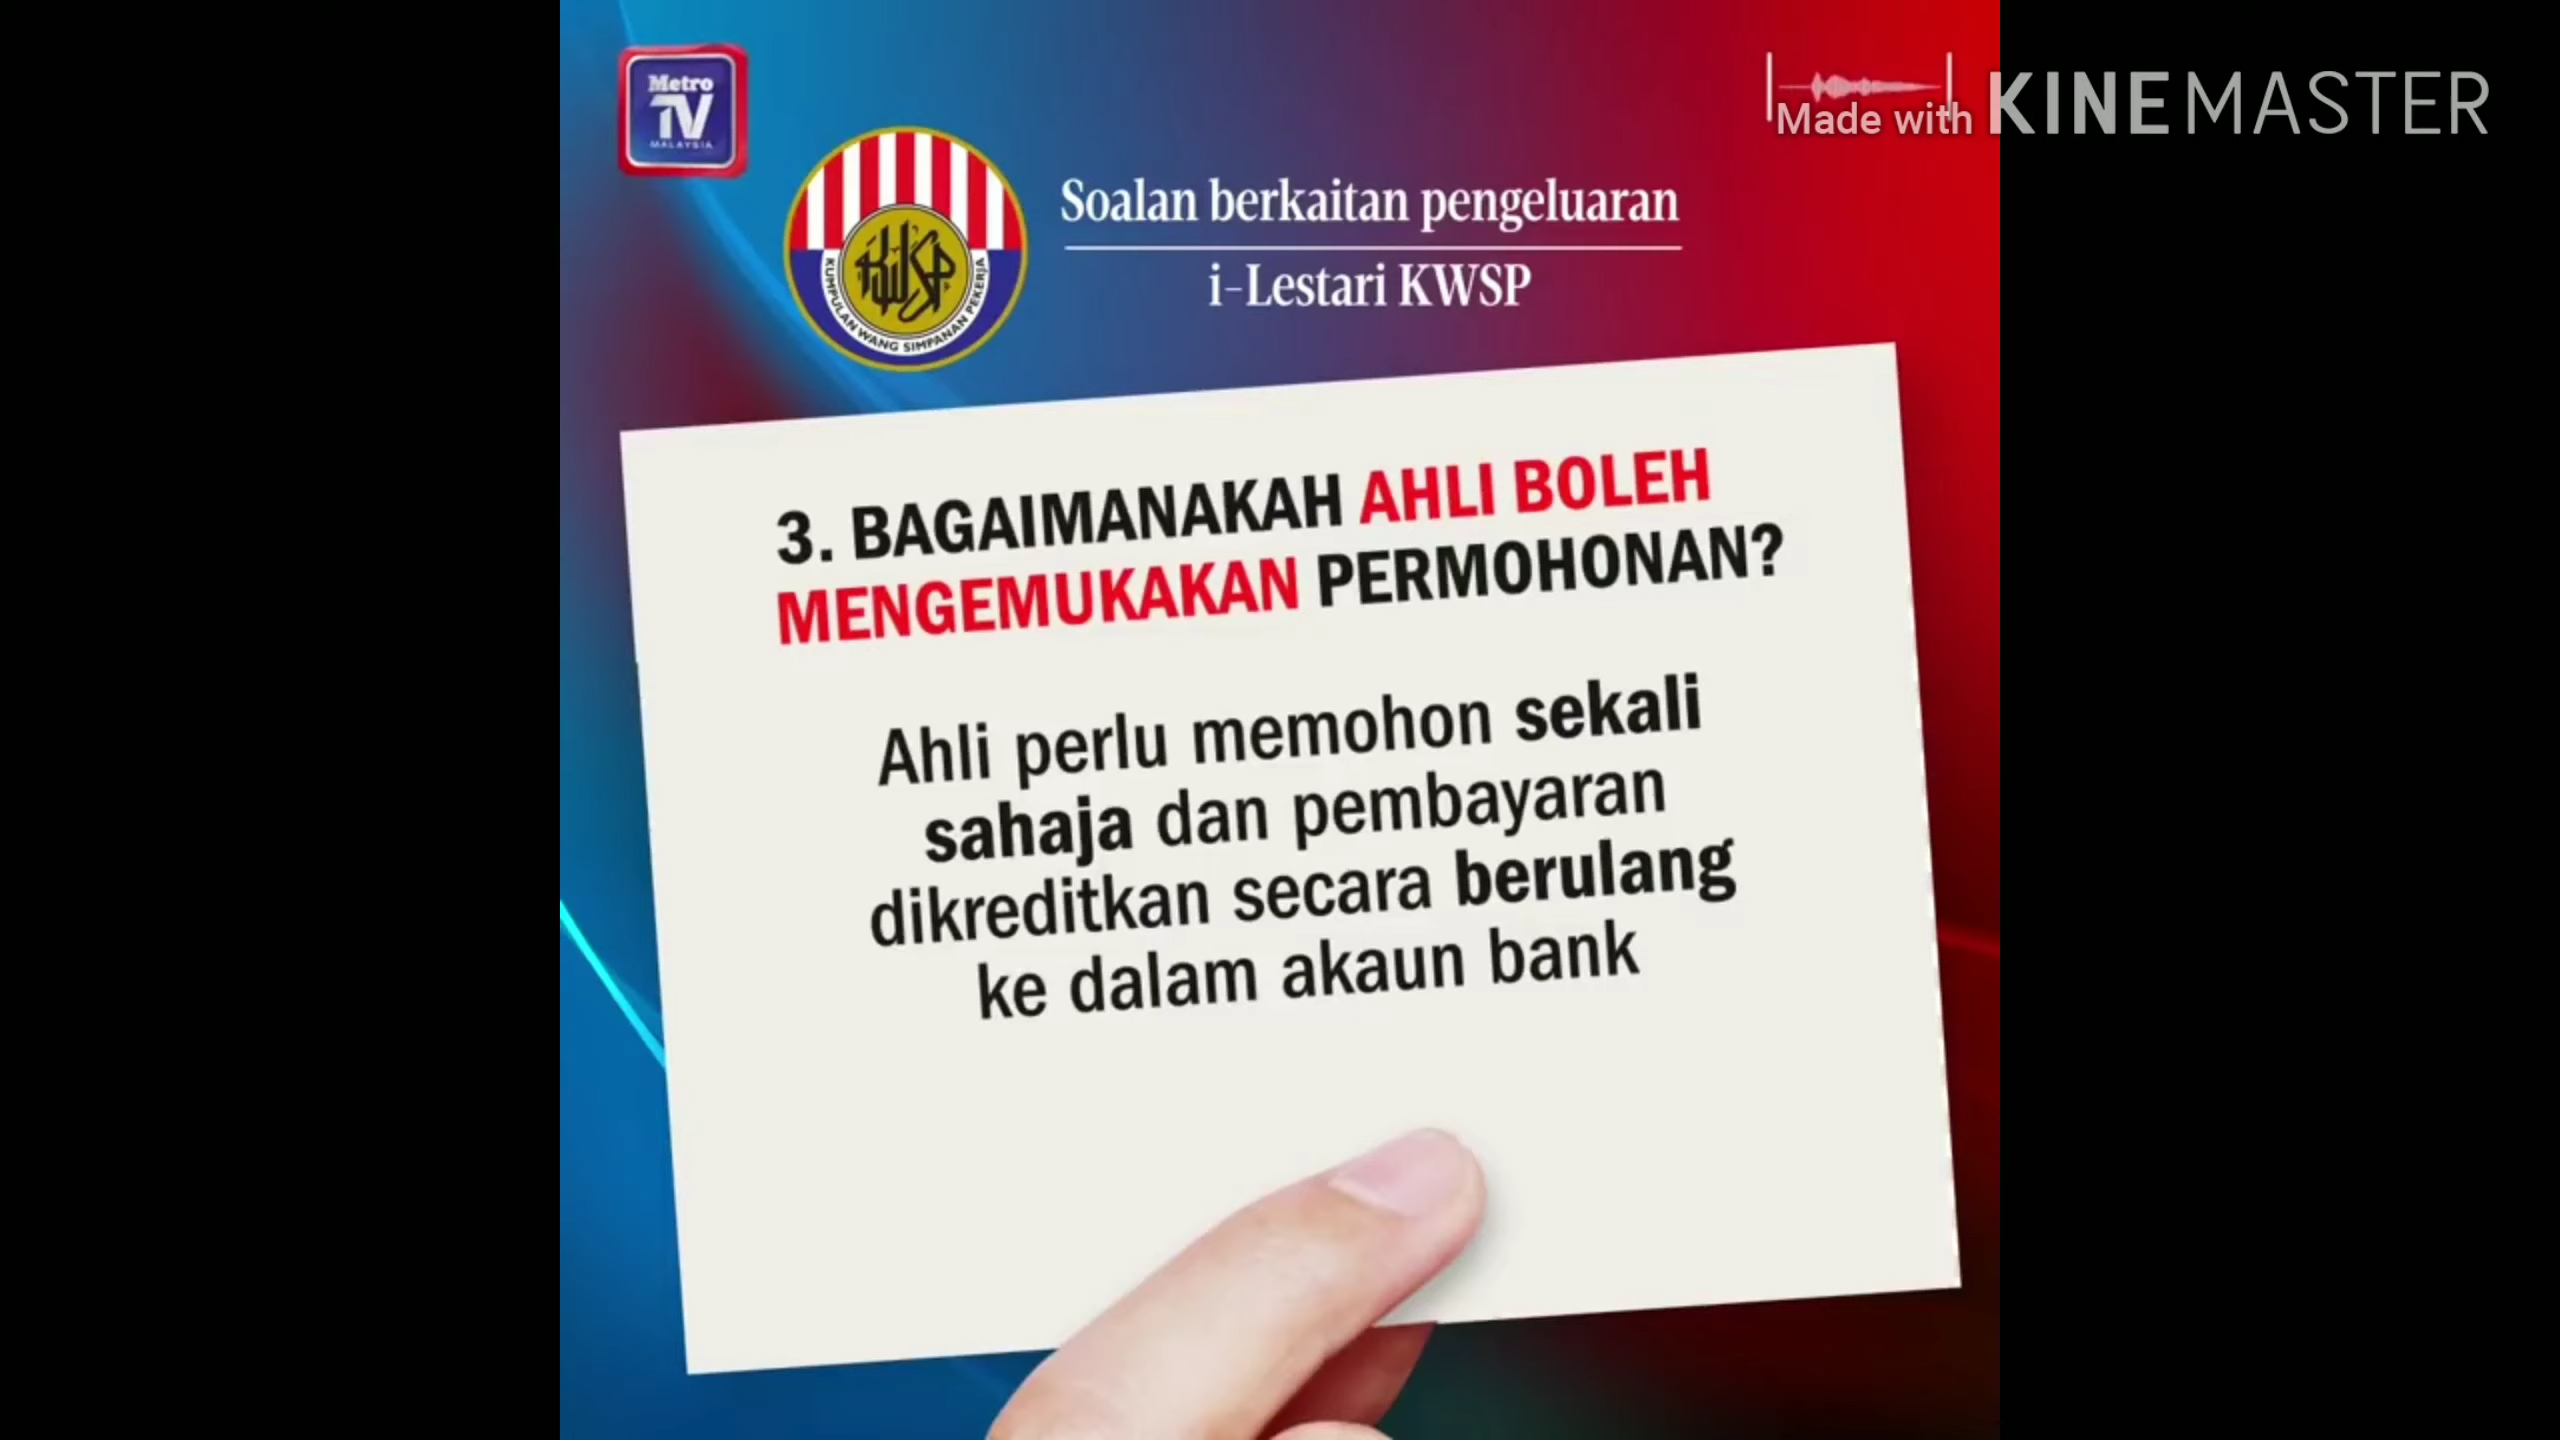 Metro
TV
MALAYSIA
Made with KINEMASTER
Soalan berkaitan pengeluaran
i-Lestari KWSP
KWSP
KUMPULAN WANG SIMPANAN PEKERJA
3. BAGAIMANAKAH AHLI BOLEH
MENGEMUKAKAN PERMOHONAN?
Ahli perlu memohon sekali
sahaja dan pembayaran
dikreditkan secara berulang
ke dalam akaun bank